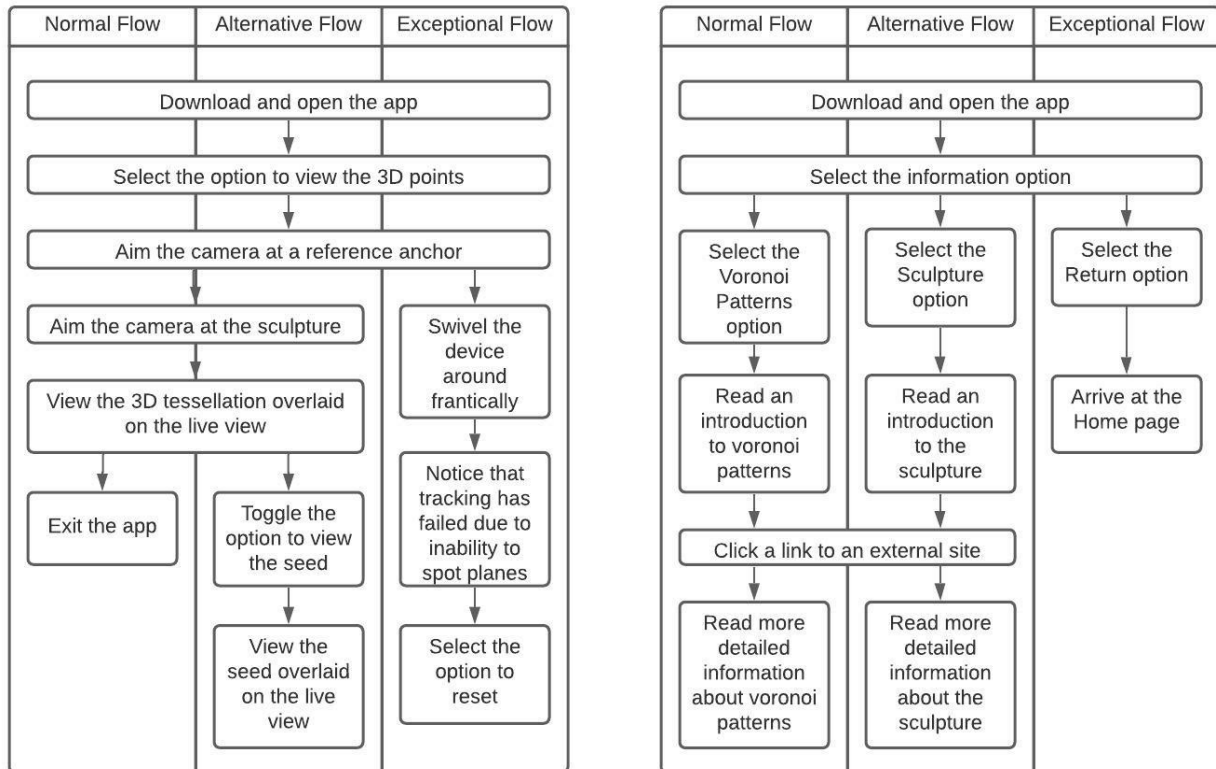 Normal Flow
Alternative Flow
Exceptional Flow
Download and open the app
Select the option to view the 3D points
Aim the camera at a reference anchor
Aim the camera at the sculpture
View the 3D tessellation overlaid
on the live view
Exit the app
Toggle the
option to view
the seed
View the
seed overlaid
on the live
view
Swivel the
device
around
frantically
Notice that
tracking has
failed due to
inability to
spot planes
Select the
option to
reset
Normal Flow
Alternative Flow
Exceptional Flow
Download and open the app
Select the information option
Select the
Voronoi
Patterns
option
Read an
introduction
to voronoi
patterns
Select the
Sculpture
option
Read an
introduction
to the
sculpture
Select the
Return option
Arrive at the
Home page
Click a link to an external site
Read more
detailed
information
about voronoi
patterns
Read more
detailed
information
about the
sculpture